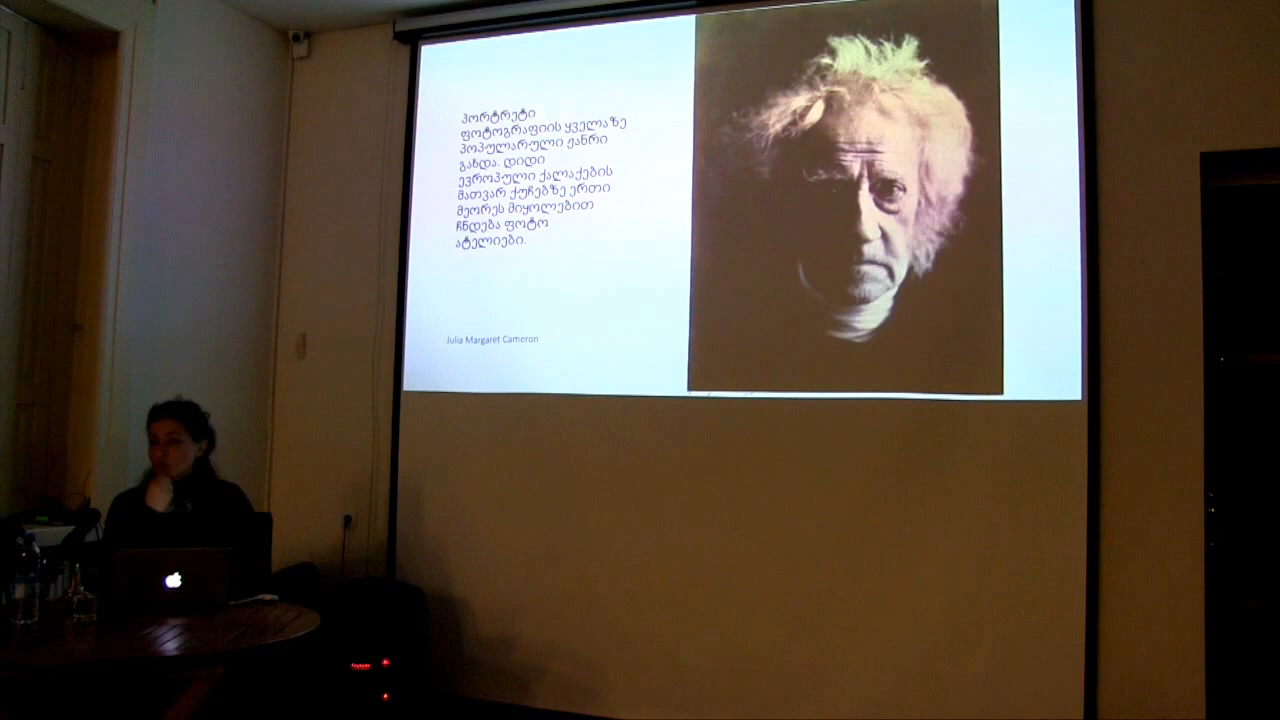 პორტრეტი
ფოტოგრაფიის ყველაზე
პოპულარული ჟანრი
გახდა. დიდი
ევროპული ქალაქების
მათვარ ქუჩებზე ერთი
მეორეს მიყოლებით
ჩნდება ფოტო
ატელიები.
Julia Margaret Cameron